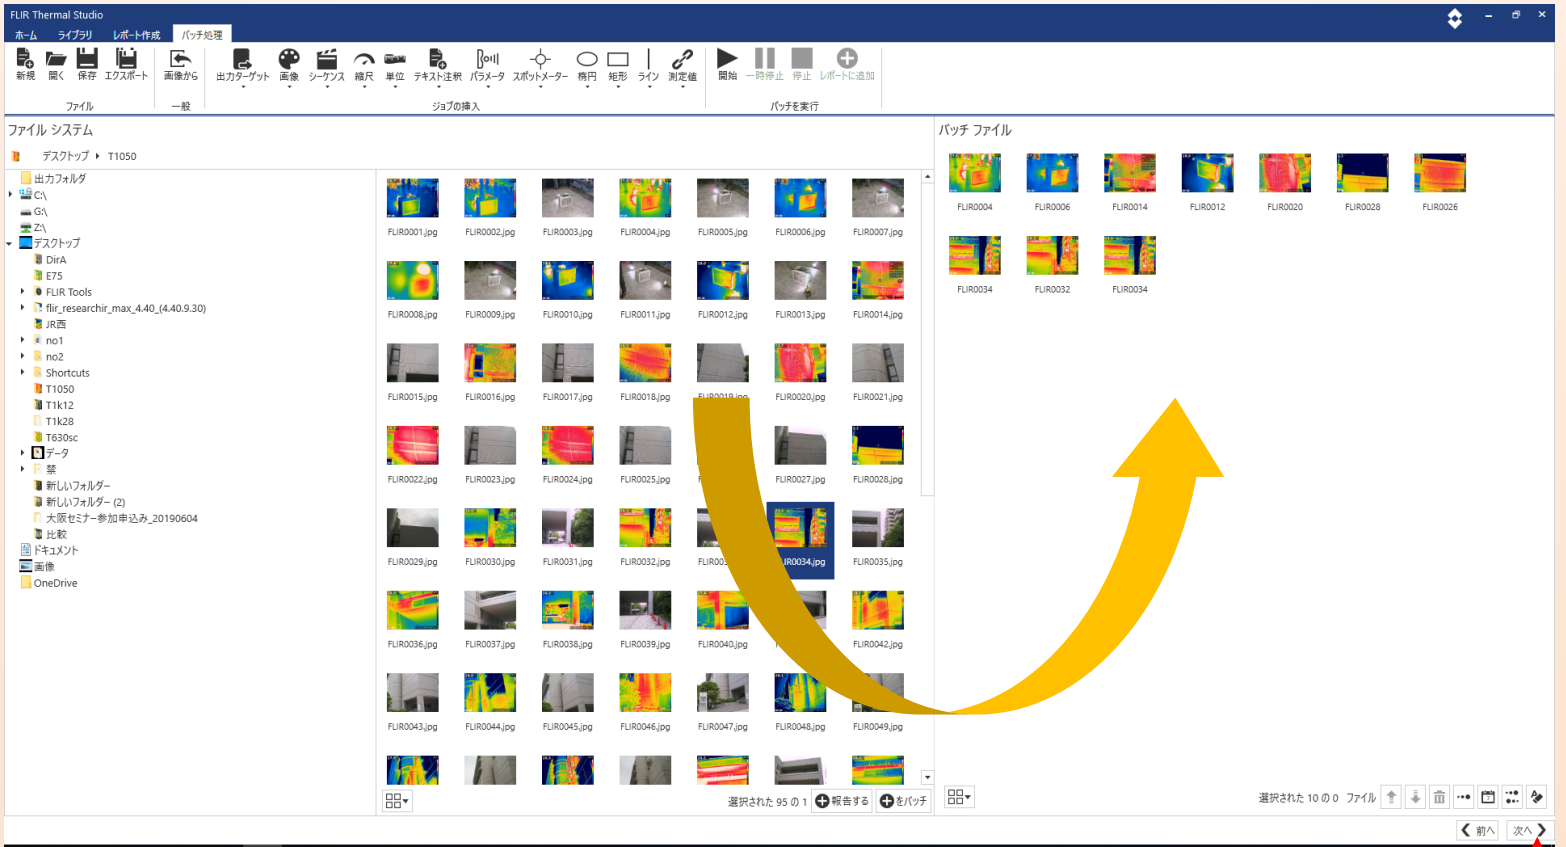 FLIR Thermal Studio
ホーム ライブラリ レポート作成 バッチ処理
新規 開く 保存 エクスポート 画像から 出力ターゲット 画像 シーケンス 縮尺 単位 テキスト注釈 パラメータ スポットメーター 楕円 矩形 ライン 測定値 開始 一時停止 停止 レポートに追加
ファイル 一般 ジョブの挿入 バッチを実行
ファイル システム
デスクトップ T1050
出力フォルダ
C:\
G:\
Z:\
デスクトップ
DirA
E75
FLIR Tools
flir_researchir_max_4.40_(4.40.9.30)
JR西
no1
no2
Shortcuts
T1050
T1k12
T1k28
T630sc
データ
禁
新しいフォルダー
新しいフォルダー (2)
大阪セミナー参加申込み_20190604
比較
ドキュメント
画像
OneDrive
FLIR0001.jpg FLIR0002.jpg FLIR0003.jpg FLIR0004.jpg FLIR0005.jpg FLIR0006.jpg FLIR0007.jpg
FLIR0008.jpg FLIR0009.jpg FLIR0010.jpg FLIR0011.jpg FLIR0012.jpg FLIR0013.jpg FLIR0014.jpg
FLIR0015.jpg FLIR0016.jpg FLIR0017.jpg FLIR0018.jpg FLIR0019.jpg FLIR0020.jpg FLIR0021.jpg
FLIR0022.jpg FLIR0023.jpg FLIR0024.jpg FLIR0025.jpg FLIR0027.jpg FLIR0028.jpg
FLIR0029.jpg FLIR0030.jpg FLIR0031.jpg FLIR0032.jpg IR0034.jpg FLIR0035.jpg
FLIR0036.jpg FLIR0037.jpg FLIR0038.jpg FLIR0039.jpg FLIR0040.jpg FLIR0042.jpg
FLIR0043.jpg FLIR0044.jpg FLIR0045.jpg FLIR0046.jpg FLIR0047.jpg FLIR0048.jpg FLIR0049.jpg
選択された 95 の 1 報告する をバッチ
バッチ ファイル
FLIR0004 FLIR0006 FLIR0014 FLIR0012 FLIR0020 FLIR0028 FLIR0026
FLIR0034 FLIR0032 FLIR0034
選択された 10 の 0 ファイル
前へ 次へ